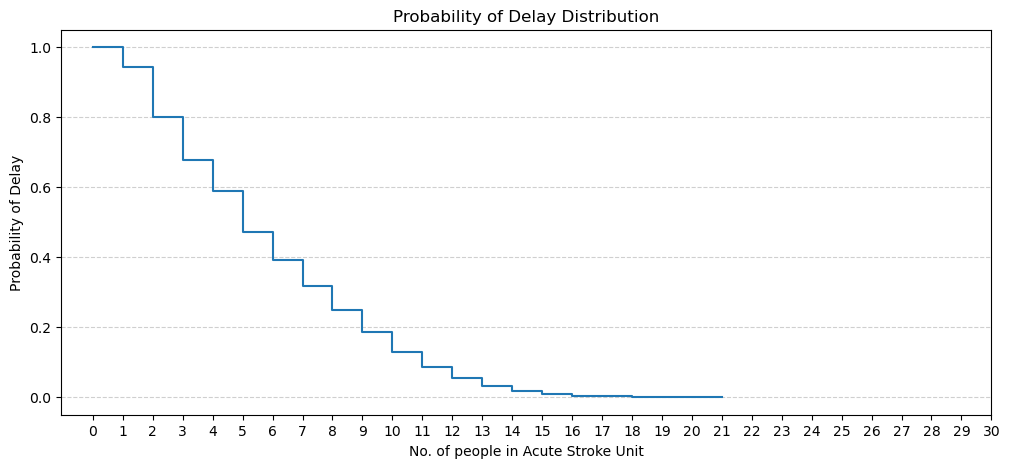 Probability of Delay Distribution
Probability of Delay
1.0
0.8
0.6
0.4
0.2
0.0
0 1 2 3 4 5 6 7 8 9 10 11 12 13 14 15 16 17 18 19 20 21 22 23 24 25 26 27 28 29 30
No. of people in Acute Stroke Unit